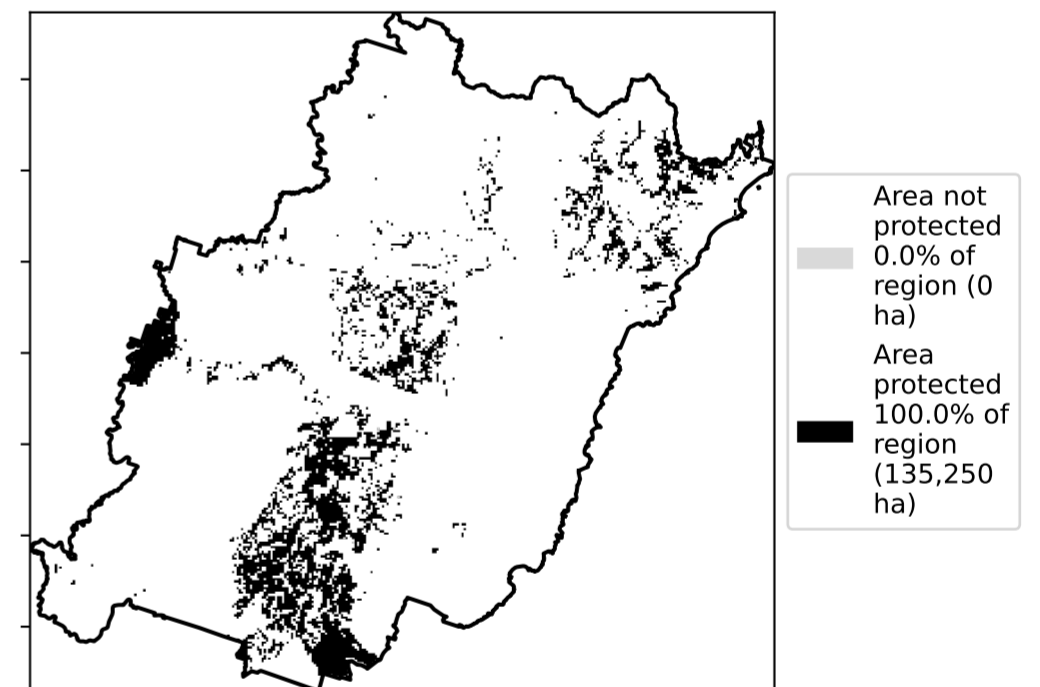 Area not
protected
0.0% of
region (0
ha)
Area
protected
100.0% of
region
(135,250
ha)